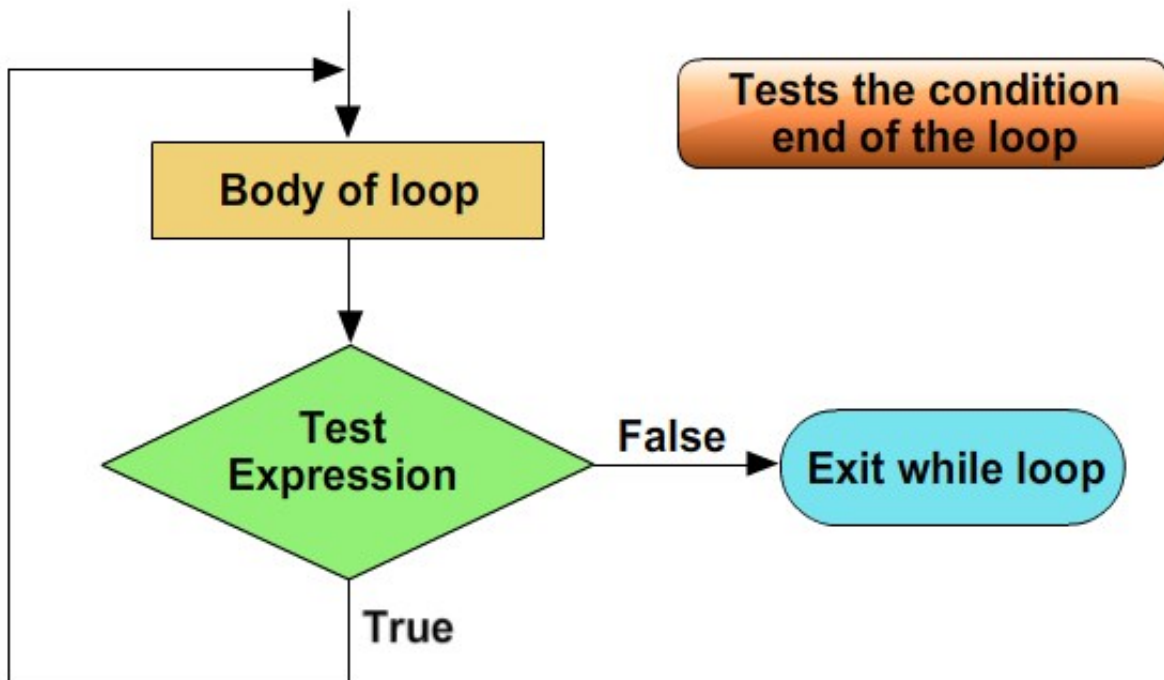 Tests the condition
end of the loop
Body of loop
Test
Expression
False
Exit while loop
True